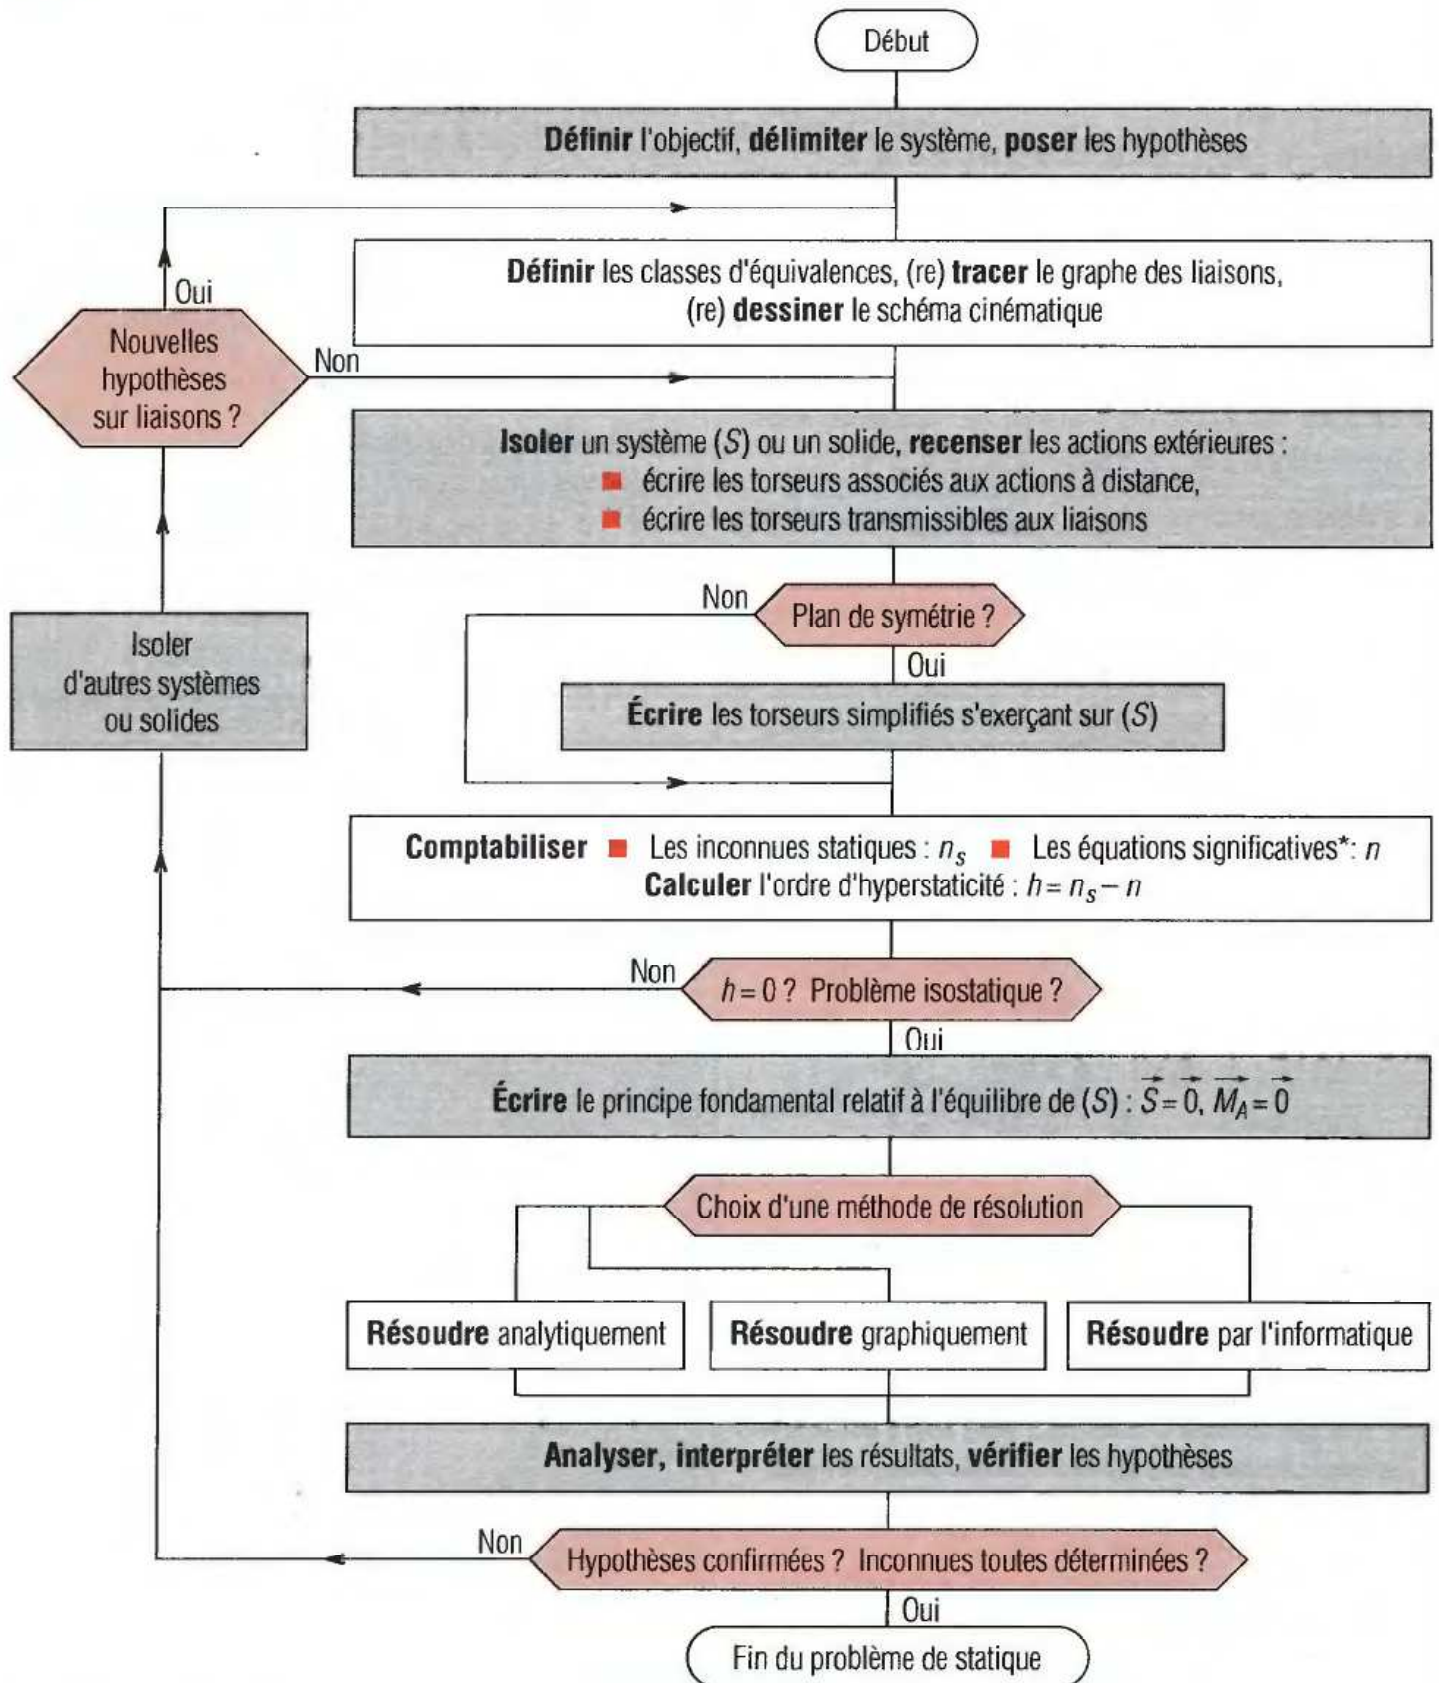 Début
Définir l'objectif, délimiter le système, poser les hypothèses
Définir les classes d'équivalences, (re) tracer le graphe des liaisons,
(re) dessiner le schéma cinématique
Oui
Nouvelles
hypothèses
sur liaisons ?
Non
Isoler un système (S) ou un solide, recenser les actions extérieures :
■ écrire les torseurs associés aux actions à distance,
■ écrire les torseurs transmissibles aux liaisons
Non
Plan de symétrie ?
Oui
Isoler
d'autres systèmes
ou solides
Écrire les torseurs simplifiés s'exerçant sur (S)
Comptabiliser ■ Les inconnues statiques : nₛ ■ Les équations significatives*: n
Calculer l'ordre d'hyperstaticité : h = nₛ – n
Non
h = 0 ? Problème isostatique ?
Oui
Écrire le principe fondamental relatif à l'équilibre de (S) : S⃗ = 0⃗, M⃗_A = 0⃗
Choix d'une méthode de résolution
Résoudre analytiquement
Résoudre graphiquement
Résoudre par l'informatique
Analyser, interpréter les résultats, vérifier les hypothèses
Non
Hypothèses confirmées ? Inconnues toutes déterminées ?
Oui
Fin du problème de statique